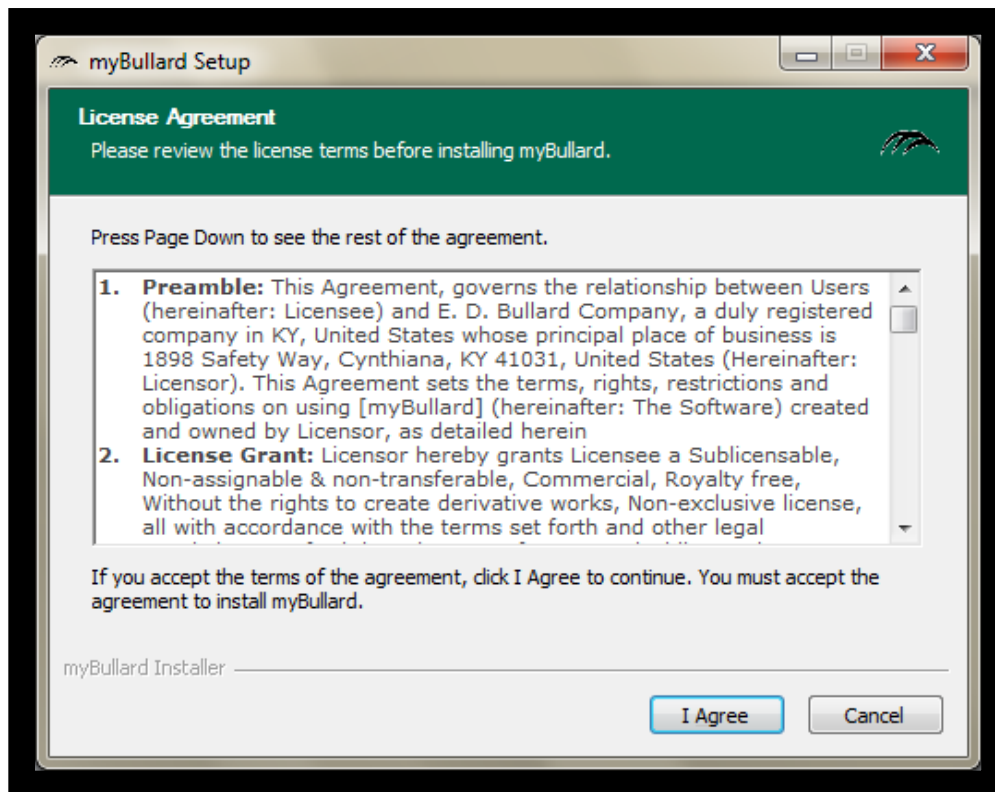 myBullard Setup
License Agreement
Please review the license terms before installing myBullard.
Press Page Down to see the rest of the agreement.
1. Preamble: This Agreement, governs the relationship between Users
(hereinafter: Licensee) and E. D. Bullard Company, a duly registered
company in KY, United States whose principal place of business is
1898 Safety Way, Cynthiana, KY 41031, United States (Hereinafter:
Licensor). This Agreement sets the terms, rights, restrictions and
obligations on using [myBullard] (hereinafter: The Software) created
and owned by Licensor, as detailed herein
2. License Grant: Licensor hereby grants Licensee a Sublicensable,
Non-assignable & non-transferable, Commercial, Royalty free,
Without the rights to create derivative works, Non-exclusive license,
all with accordance with the terms set forth and other legal
If you accept the terms of the agreement, click I Agree to continue. You must accept the
agreement to install myBullard.
myBullard Installer
I Agree
Cancel